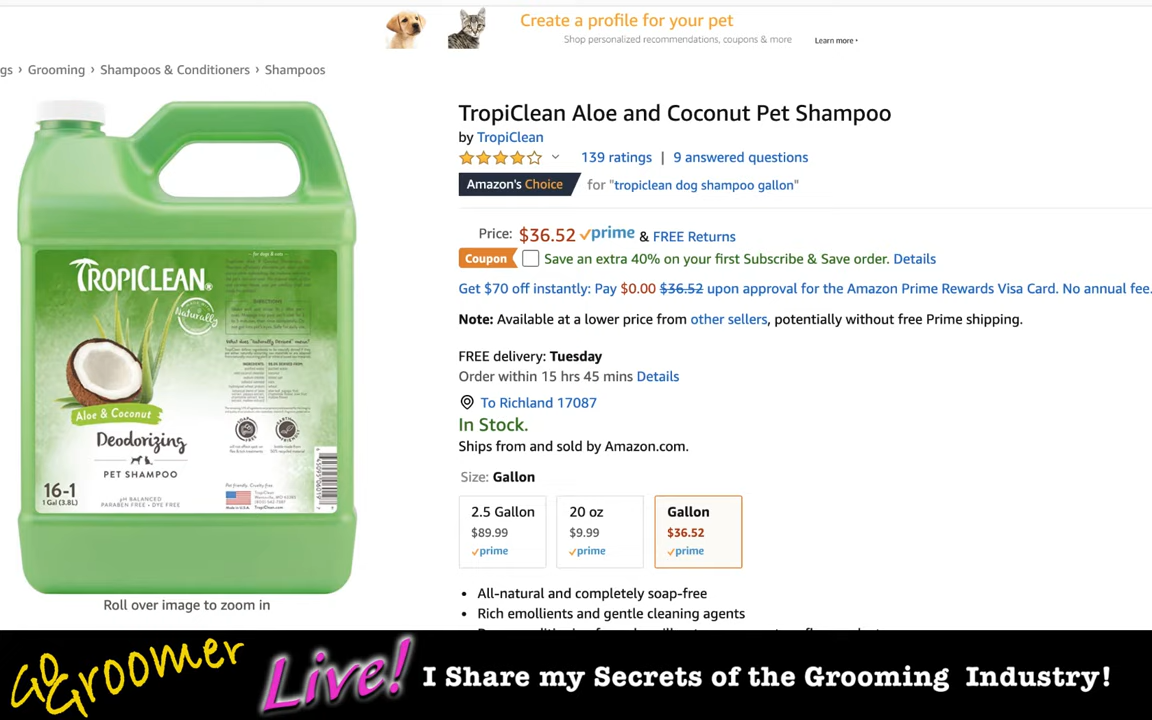 Create a profile for your pet
Shop personalized recommendations, coupons & more
Learn more ›
gs › Grooming › Shampoos & Conditioners › Shampoos
TropiClean Aloe and Coconut Pet Shampoo
by TropiClean
139 ratings | 9 answered questions
Amazon's Choice for "tropiclean dog shampoo gallon"
Price: $36.52 prime & FREE Returns
Coupon Save an extra 40% on your first Subscribe & Save order. Details
Get $70 off instantly: Pay $0.00 $36.52 upon approval for the Amazon Prime Rewards Visa Card. No annual fee.
Note: Available at a lower price from other sellers, potentially without free Prime shipping.
FREE delivery: Tuesday
Order within 15 hrs 45 mins Details
To Richland 17087
In Stock.
Ships from and sold by Amazon.com.
Size: Gallon
2.5 Gallon 20 oz Gallon
$89.99 $9.99 $36.52
prime prime prime
• All-natural and completely soap-free
• Rich emollients and gentle cleaning agents
TROPICLEAN®
Naturally
Aloe & Coconut
Deodorizing
PET SHAMPOO
16-1
1 Gal (3.8L)
pH BALANCED
PARABEN FREE • DYE FREE
Roll over image to zoom in
Go Groomer Live! I Share my Secrets of the Grooming Industry!